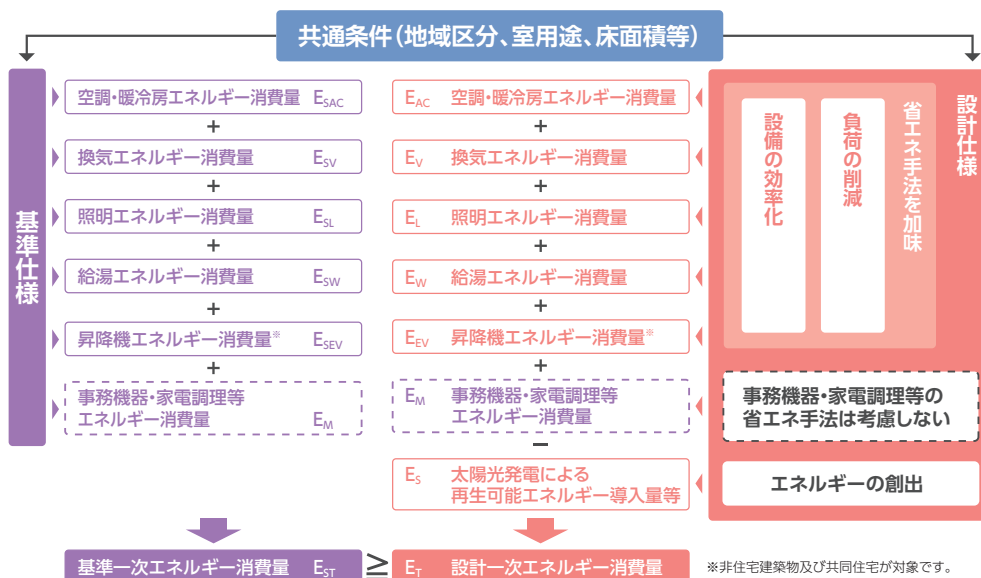 共通条件(地域区分、室用途、床面積等)
基準仕様
空調・暖冷房エネルギー消費量 ESAC
+
換気エネルギー消費量 ESV
+
照明エネルギー消費量 ESL
+
給湯エネルギー消費量 ESW
+
昇降機エネルギー消費量※ ESEV
+
事務機器・家電調理等
エネルギー消費量 EM
基準一次エネルギー消費量 EST
≧
EAC 空調・暖冷房エネルギー消費量
+
EV 換気エネルギー消費量
+
EL 照明エネルギー消費量
+
EW 給湯エネルギー消費量
+
EEV 昇降機エネルギー消費量※
+
EM 事務機器・家電調理等
エネルギー消費量
−
ES 太陽光発電による
再生可能エネルギー導入量等
ET 設計一次エネルギー消費量
設計仕様
省エネ手法を加味
負荷の削減
設備の効率化
事務機器・家電調理等の
省エネ手法は考慮しない
エネルギーの創出
※非住宅建築物及び共同住宅が対象です。